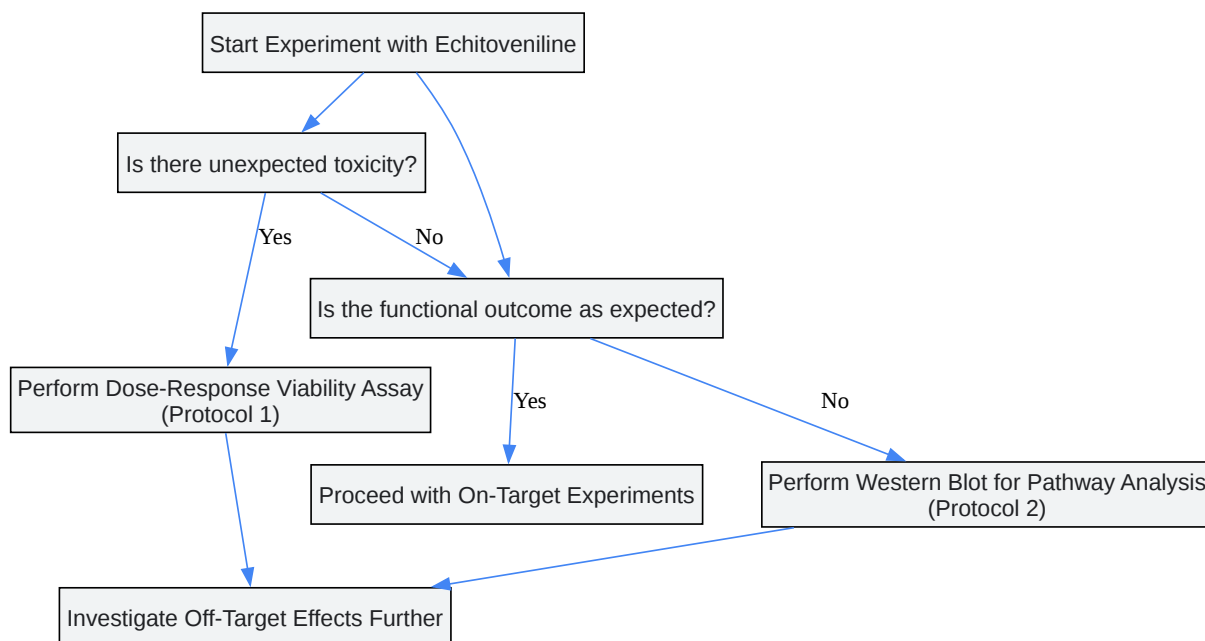 Start Experiment with Echitoveniline
Is there unexpected toxicity?
Yes
No
Is the functional outcome as expected?
Perform Dose-Response Viability Assay
(Protocol 1)
Yes
No
Proceed with On-Target Experiments
Perform Western Blot for Pathway Analysis
(Protocol 2)
Investigate Off-Target Effects Further